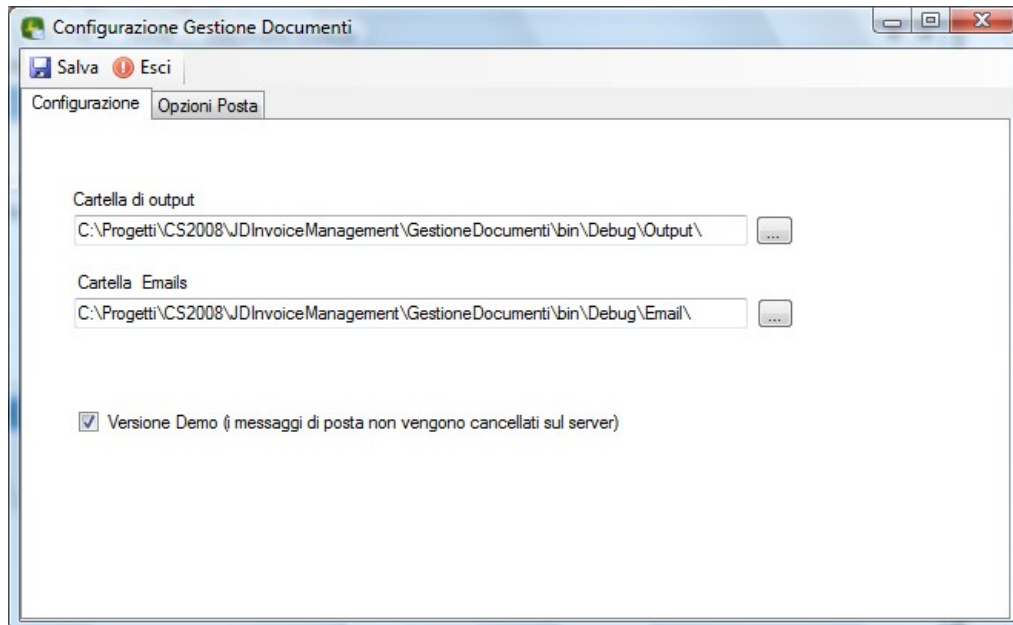 Configurazione Gestione Documenti
Salva Esci
Configurazione Opzioni Posta
Cartella di output
C:\Progetti\CS2008\JDInvoiceManagement\GestioneDocumenti\bin\Debug\Output\
...
Cartella Emails
C:\Progetti\CS2008\JDInvoiceManagement\GestioneDocumenti\bin\Debug\Email\
...
Versione Demo (i messaggi di posta non vengono cancellati sul server)